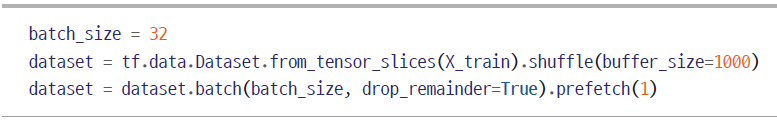 batch_size = 32
dataset = tf.data.Dataset.from_tensor_slices(X_train).shuffle(buffer_size=1000)
dataset = dataset.batch(batch_size, drop_remainder=True).prefetch(1)